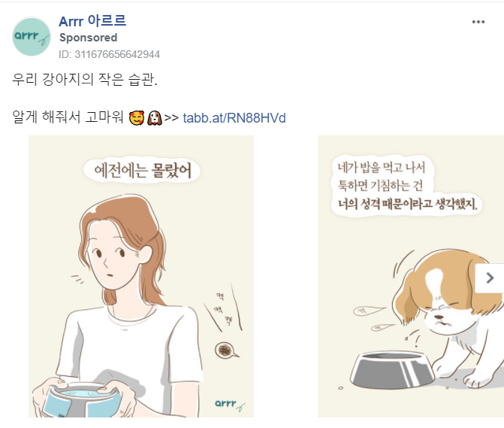 arrr
Arrr 아르르
Sponsored
ID: 311676656642944
우리 강아지의 작은 습관.
알게 해줘서 고마워 🥰🐶>> tabb.at/RN88HVd
예전에는 몰랐어
켁
켁
켁
arrr
네가 밥을 먹고 나서
툭하면 기침하는 건
너의 성격 때문이라고 생각했지.